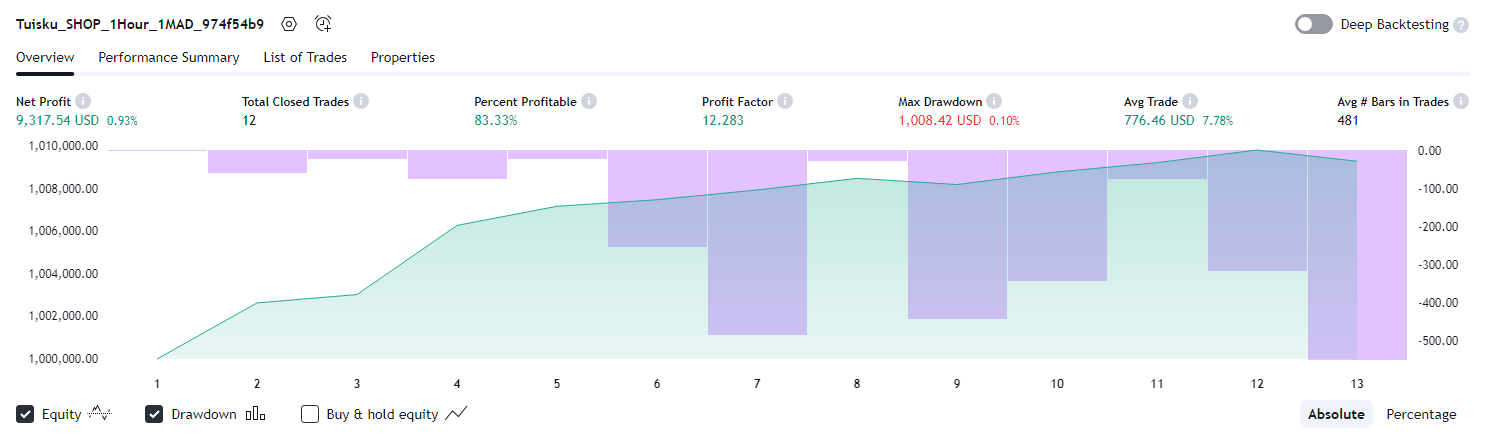 Tuisku_SHOP_1Hour_1MAD_974f54b9 Deep Backtesting ?
Overview Performance Summary List of Trades Properties
Net Profit i Total Closed Trades i Percent Profitable i Profit Factor i Max Drawdown i Avg Trade i Avg # Bars in Trades i
9,317.54 USD 0.93% 12 83.33% 12.283 1,008.42 USD 0.10% 776.46 USD 7.78% 481
1,010,000.00 0.00
1,008,000.00 -100.00
1,006,000.00 -200.00
1,004,000.00 -300.00
1,002,000.00 -400.00
1,000,000.00 -500.00
1 2 3 4 5 6 7 8 9 10 11 12 13
Equity Drawdown Buy & hold equity Absolute Percentage